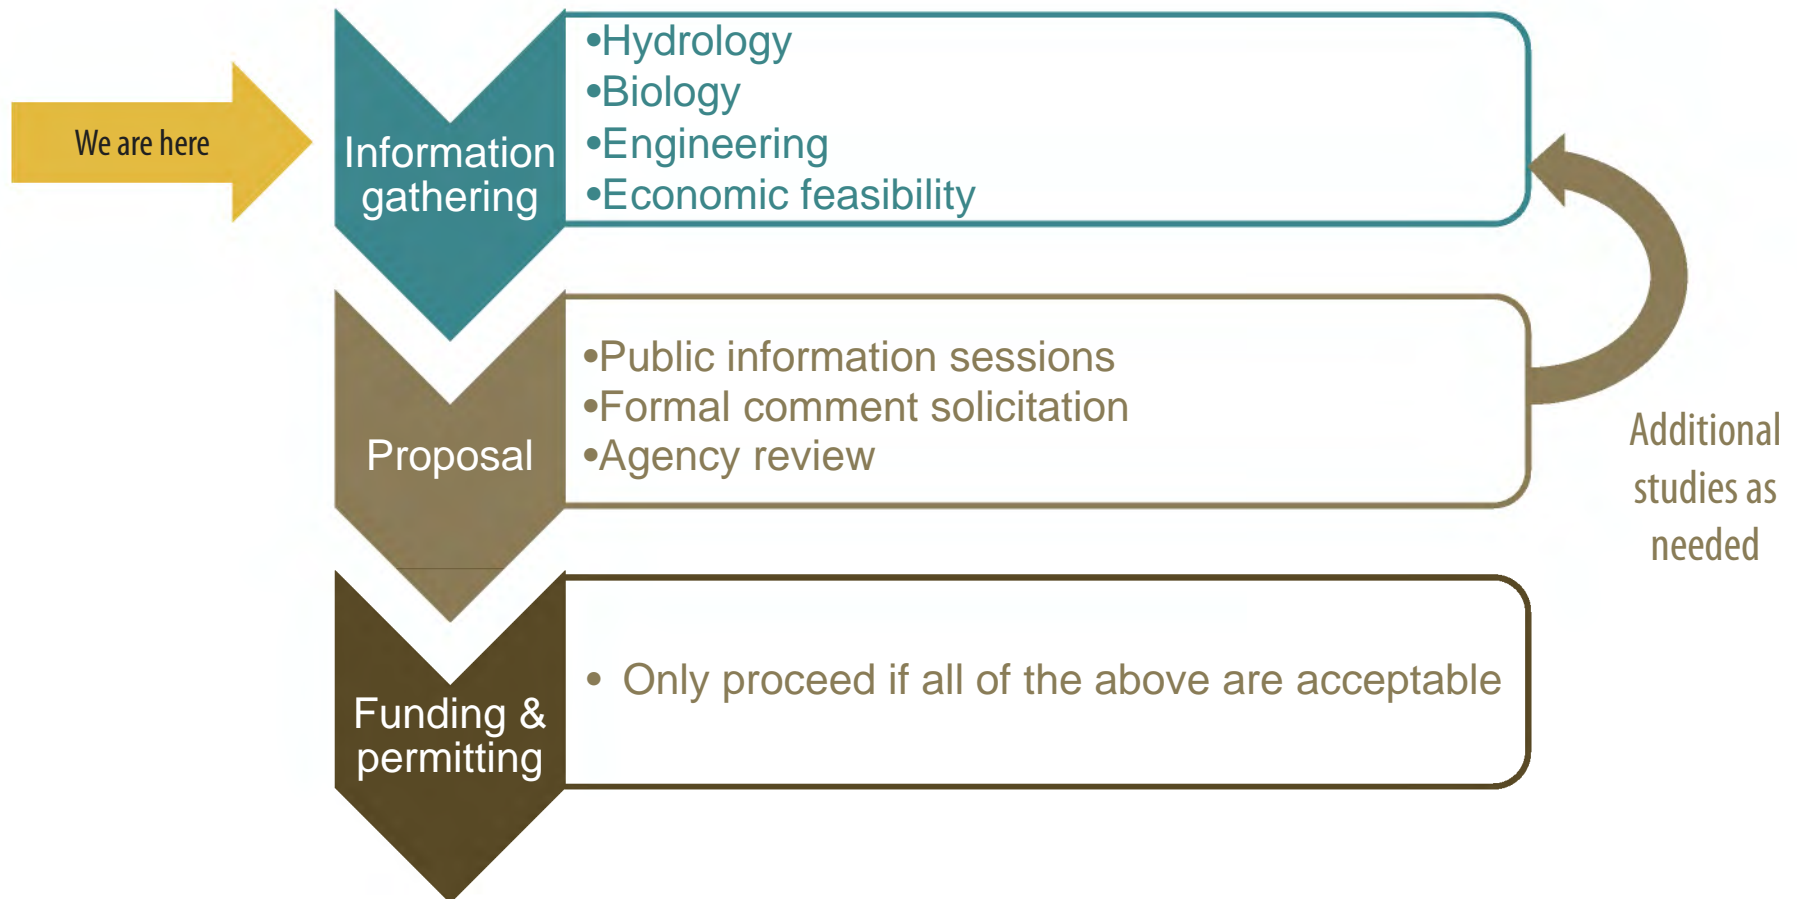 We are here
Information
gathering
•Hydrology
•Biology
•Engineering
•Economic feasibility
Proposal
•Public information sessions
•Formal comment solicitation
•Agency review
Additional
studies as
needed
Funding &
permitting
• Only proceed if all of the above are acceptable